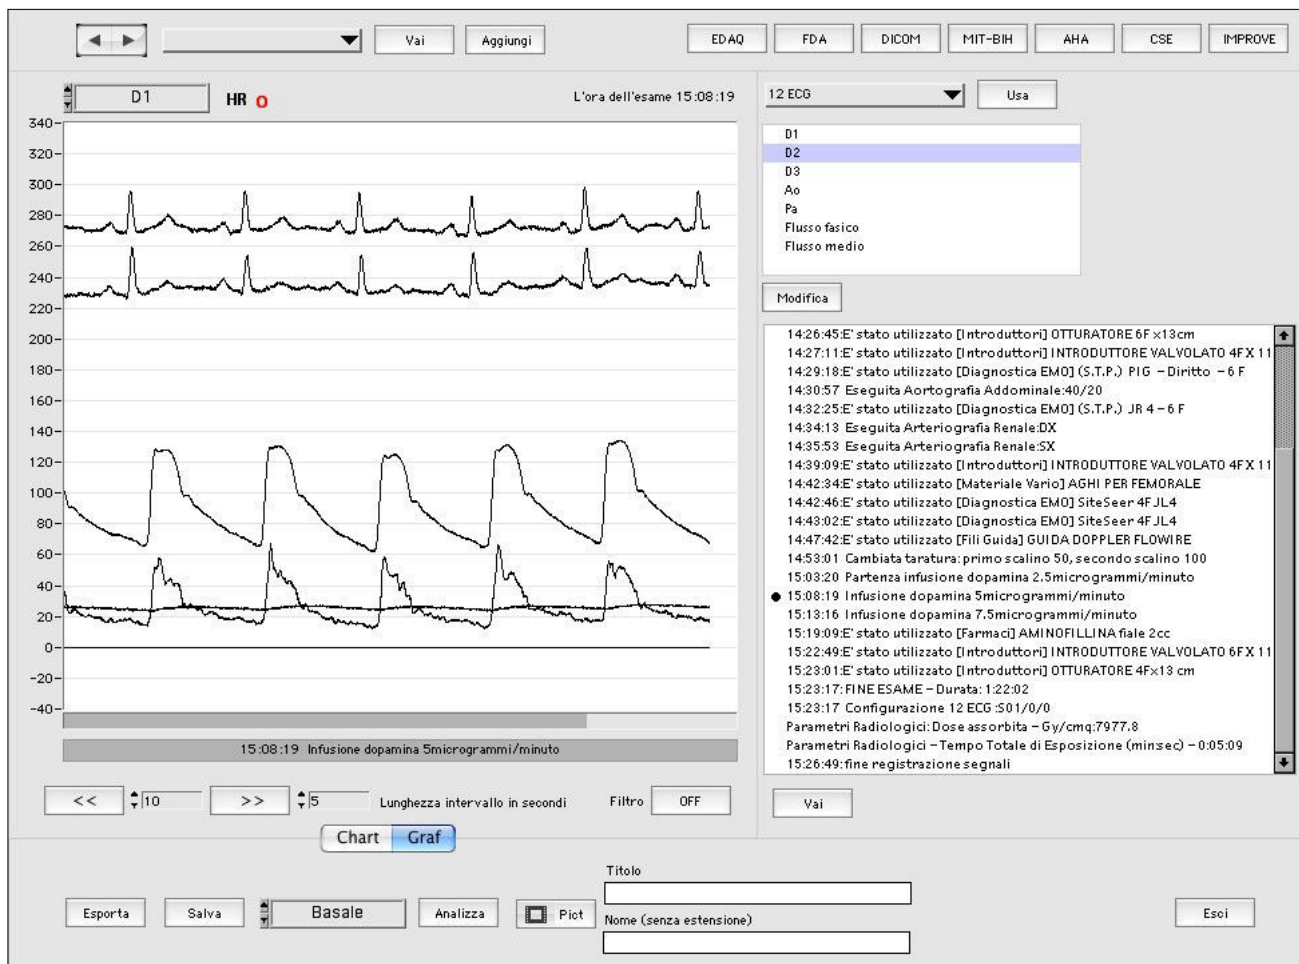 Vai
Aggiungi
EDAQ
FDA
DICOM
MIT-BIH
AHA
CSE
IMPROVE
D1
HR 0
L'ora dell'esame 15:08:19
340
320
300
280
260
240
220
200
180
160
140
120
100
80
60
40
20
0
-20
-40
15:08:19 Infusione dopamina 5microgrammi/minuto
<<
10
>>
5
Lunghezza intervallo in secondi
Filtro
OFF
12 ECG
Usa
D1
D2
D3
Ao
Pa
Flusso fasico
Flusso medio
Modifica
14:26:45:E' stato utilizzato [Introduttori] OTTURATORE 6F x13cm
14:27:11:E' stato utilizzato [Introduttori] INTRODUTTORE VALVOLATO 4FX 11
14:29:18:E' stato utilizzato [Diagnostica EMO] (S.T.P.) PIG - Diritto - 6 F
14:30:57 Eseguita Aortografia Addominale:40/20
14:32:25:E' stato utilizzato [Diagnostica EMO] (S.T.P.) JR 4 - 6 F
14:34:13 Eseguita Arteriografia Renale:DX
14:35:53 Eseguita Arteriografia Renale:SX
14:39:09:E' stato utilizzato [Introduttori] INTRODUTTORE VALVOLATO 4FX 11
14:42:34:E' stato utilizzato [Materiale Vario] AGHI PER FEMORALE
14:42:46:E' stato utilizzato [Diagnostica EMO] SiteSeer 4F JL4
14:43:02:E' stato utilizzato [Diagnostica EMO] SiteSeer 4F JL4
14:47:42:E' stato utilizzato [Fili Guida] GUIDA DOPPLER FLOWIRE
14:53:01 Cambiata taratura: primo scalino 50, secondo scalino 100
15:03:20 Partenza infusione dopamina 2.5microgrammi/minuto
15:08:19 Infusione dopamina 5microgrammi/minuto
15:13:16 Infusione dopamina 7.5microgrammi/minuto
15:19:09:E' stato utilizzato [Farmaci] AMINOFILLINA fiale 2cc
15:22:49:E' stato utilizzato [Introduttori] INTRODUTTORE VALVOLATO 6FX 11
15:23:01:E' stato utilizzato [Introduttori] OTTURATORE 4Fx13 cm
15:23:17:FINE ESAME - Durata: 1:22:02
15:23:17 Configurazione 12 ECG :S01/0/0
Parametri Radiologici: Dose assorbita - Gy/cmq:7977.8
Parametri Radiologici - Tempo Totale di Esposizione (min:sec) - 0:05:09
15:26:49:fine registrazione segnali
Vai
Chart
Graf
Esporta
Salva
Basale
Analizza
Pict
Titolo
Nome (senza estensione)
Esci